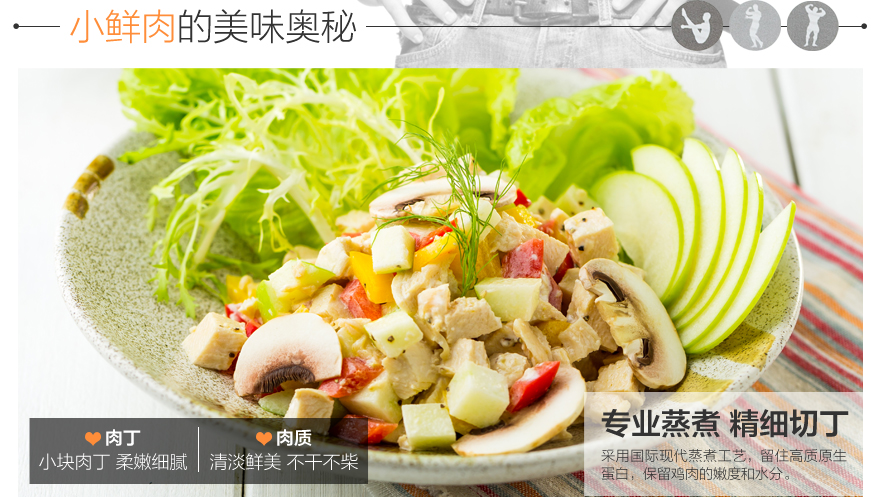 小鲜肉的美味奥秘
专业蒸煮 精细切丁
采用国际现代蒸煮工艺，留住高质原生
蛋白，保留鸡肉的嫩度和水分。
肉丁
小块肉丁 柔嫩细腻
肉质
清淡鲜美 不干不柴